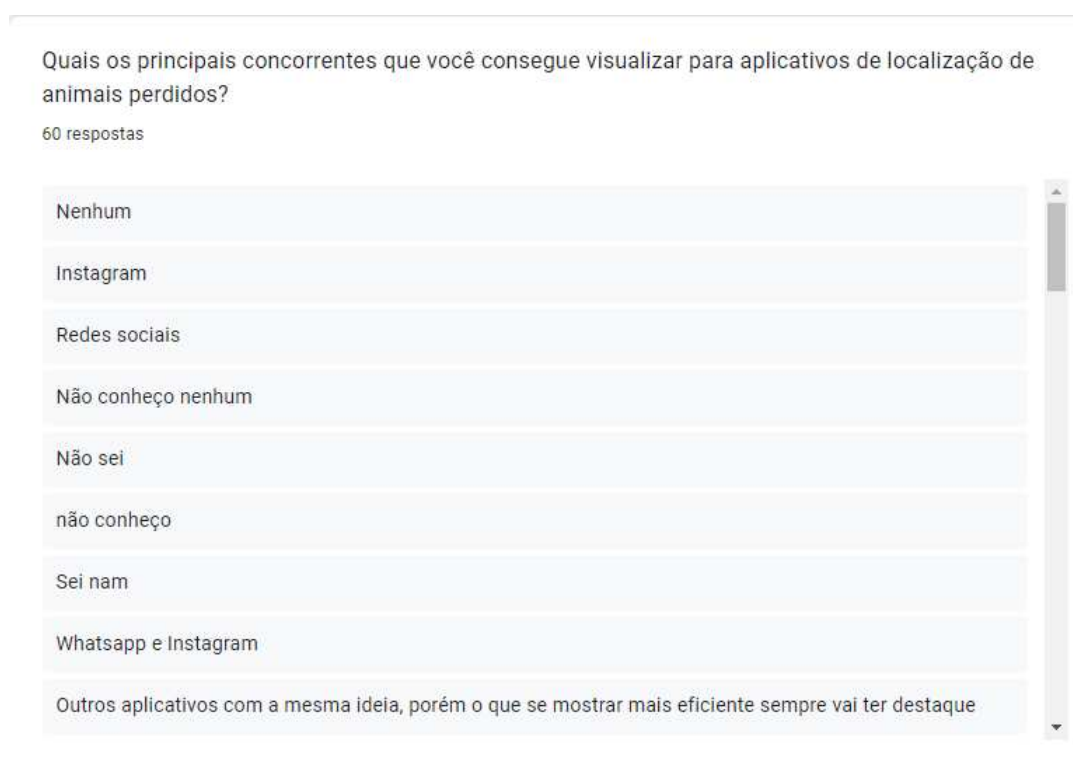 Quais os principais concorrentes que você consegue visualizar para aplicativos de localização de
animais perdidos?
60 respostas
Nenhum
Instagram
Redes sociais
Não conheço nenhum
Não sei
não conheço
Sei nam
Whatsapp e Instagram
Outros aplicativos com a mesma ideia, porém o que se mostrar mais eficiente sempre vai ter destaque